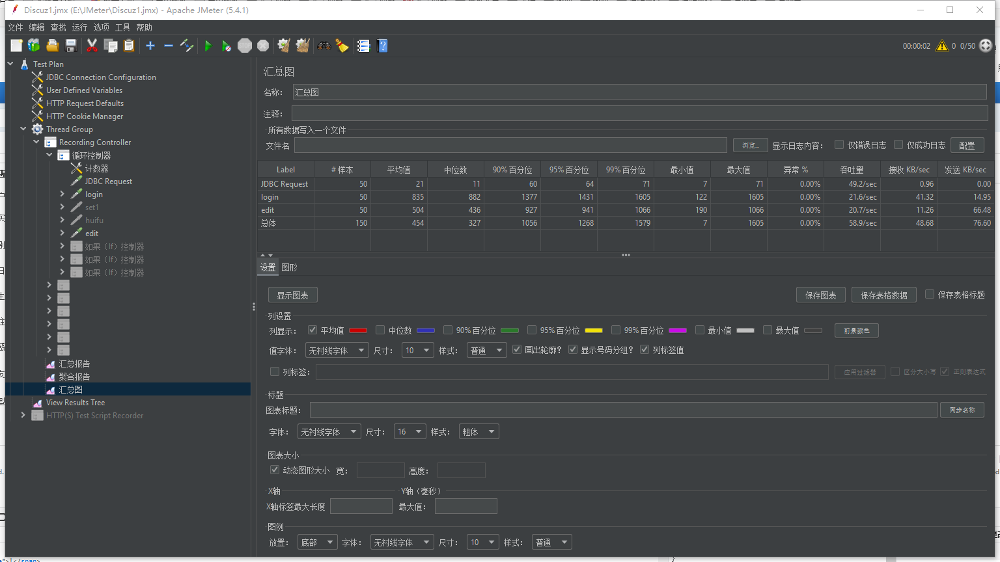 Discuz1.jmx (E:\JMeter\Discuz1.jmx) - Apache JMeter (5.4.1)
文件 编辑 查找 运行 选项 工具 帮助
STOP
00:00:02 0 0/50
Test Plan
JDBC Connection Configuration
User Defined Variables
HTTP Request Defaults
HTTP Cookie Manager
Thread Group
Recording Controller
循环控制器
计数器
JDBC Request
login
set1
huifu
edit
如果（If）控制器
如果（If）控制器
如果（If）控制器
汇总报告
聚合报告
汇总图
View Results Tree
HTTP(S) Test Script Recorder
汇总图
名称： 汇总图
注释：
所有数据写入一个文件
文件名 浏览... 显示日志内容： 仅错误日志 仅成功日志 配置
Label # 样本 平均值 中位数 90% 百分位 95% 百分位 99% 百分位 最小值 最大值 异常 % 吞吐量 接收 KB/sec 发送 KB/sec
JDBC Request 50 21 11 60 64 71 7 71 0.00% 49.2/sec 0.96 0.00
login 50 835 882 1377 1431 1605 122 1605 0.00% 21.6/sec 41.32 14.95
edit 50 504 436 927 941 1066 190 1066 0.00% 20.7/sec 11.26 66.48
总体 150 454 327 1056 1268 1579 7 1605 0.00% 58.9/sec 48.68 76.60
设置 图形
显示图表 保存图表 保存表格数据 保存表格标题
列设置
列显示： 平均值 中位数 90% 百分位 95% 百分位 99% 百分位 最小值 最大值 前景颜色
值字体： 无衬线字体 尺寸： 10 样式： 普通 画出轮廓? 显示号码分组? 列标签值
列标签： 应用过滤器 区分大小写 正则表达式
标题
图表标题： 同步名称
字体： 无衬线字体 尺寸： 16 样式： 粗体
图表大小
动态图形大小 宽： 高度：
X轴 Y轴（毫秒）
X轴标签最大长度 最大值：
图例
放置： 底部 字体： 无衬线字体 尺寸： 10 样式： 普通